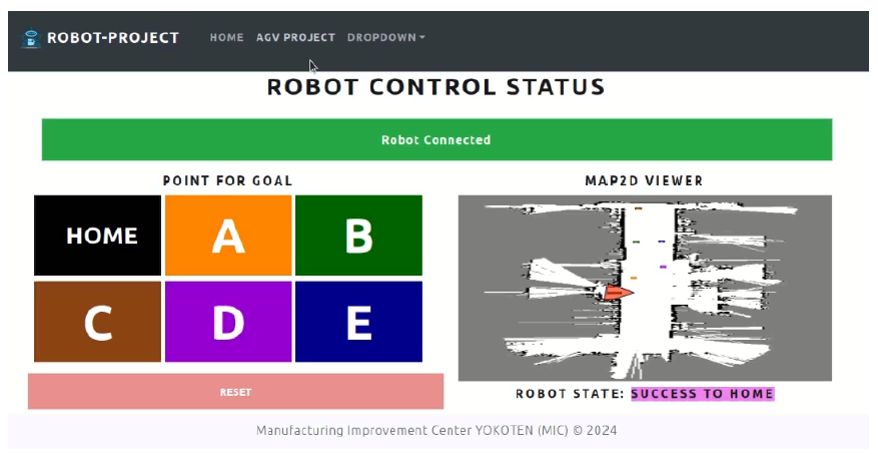 ROBOT-PROJECT HOME AGV PROJECT DROPDOWN
ROBOT CONTROL STATUS
Robot Connected
POINT FOR GOAL
HOME A B
C D E
RESET
MAP2D VIEWER
ROBOT STATE: SUCCESS TO HOME
Manufacturing Improvement Center YOKOTEN (MIC) © 2024